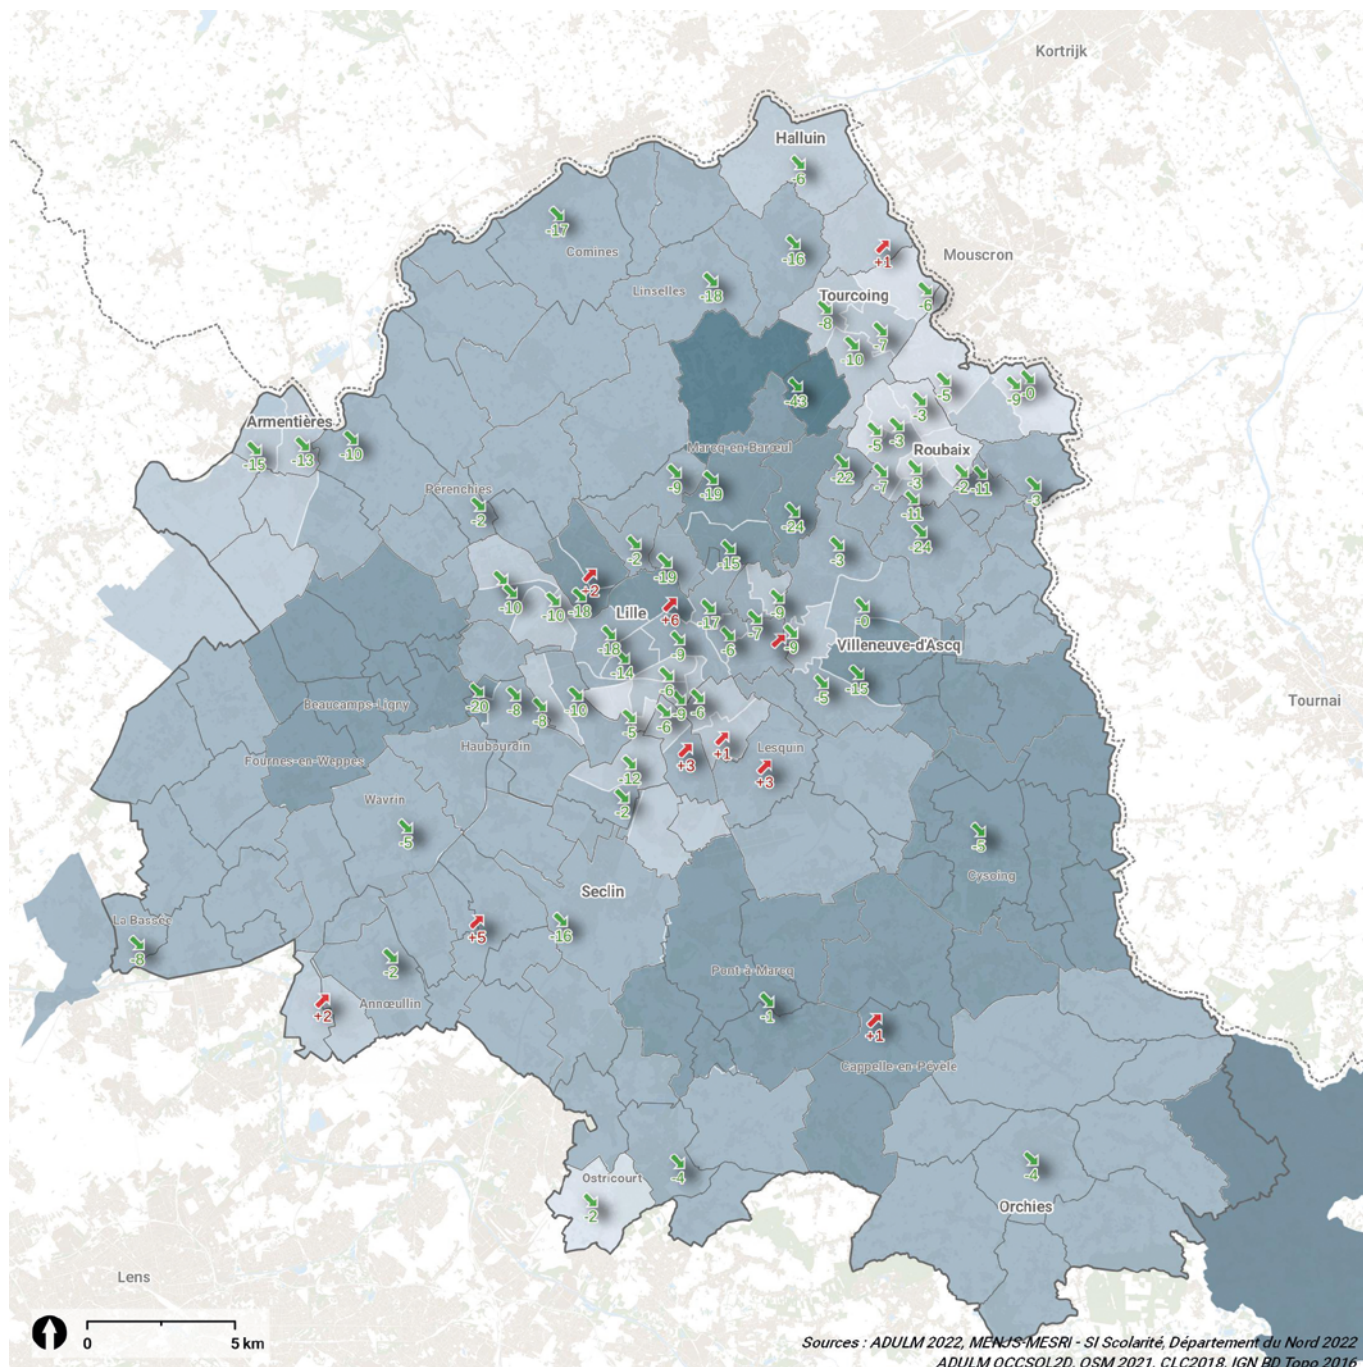 Kortrijk
Halluin
-6
-17
Comines
-16
+1
Mouscron
Linselles
-18
Tourcoing
-6
-8
-7
-10
-43
-5
-9
-0
-3
Armentières
-5
-3
Marcq-en-Barœul
Roubaix
-15
-13
-10
-22
-7
-3
-2
-11
-9
-19
-3
Pérenchies
-2
-24
-11
-24
-2
-19
-15
-3
+2
-10
-10
-18
Lille
+6
-17
-9
-0
-7
-18
-9
-6
-9
Villeneuve-d'Ascq
-14
-6
-5
-15
-20
-8
-8
-10
-9
-6
Beaucamps-Ligny
-5
-6
Tournai
Haubourdin
+1
Lesquin
Fournes-en-Weppes
+3
+3
-12
Wavrin
-2
-5
-5
Cysoing
Seclin
La Bassée
-8
+5
-16
-2
Pont-à-Marcq
Annœullin
+2
-1
+1
Cappelle-en-Pévèle
-4
-4
Ostricourt
-2
Orchies
Lens
0
5 km
Sources : ADULM 2022, MENJS-MESRI - SI Scolarité, Département du Nord 2022
ADULM OCCSOL2D, OSM 2021, CLC2018, IGN BD Topo 2016